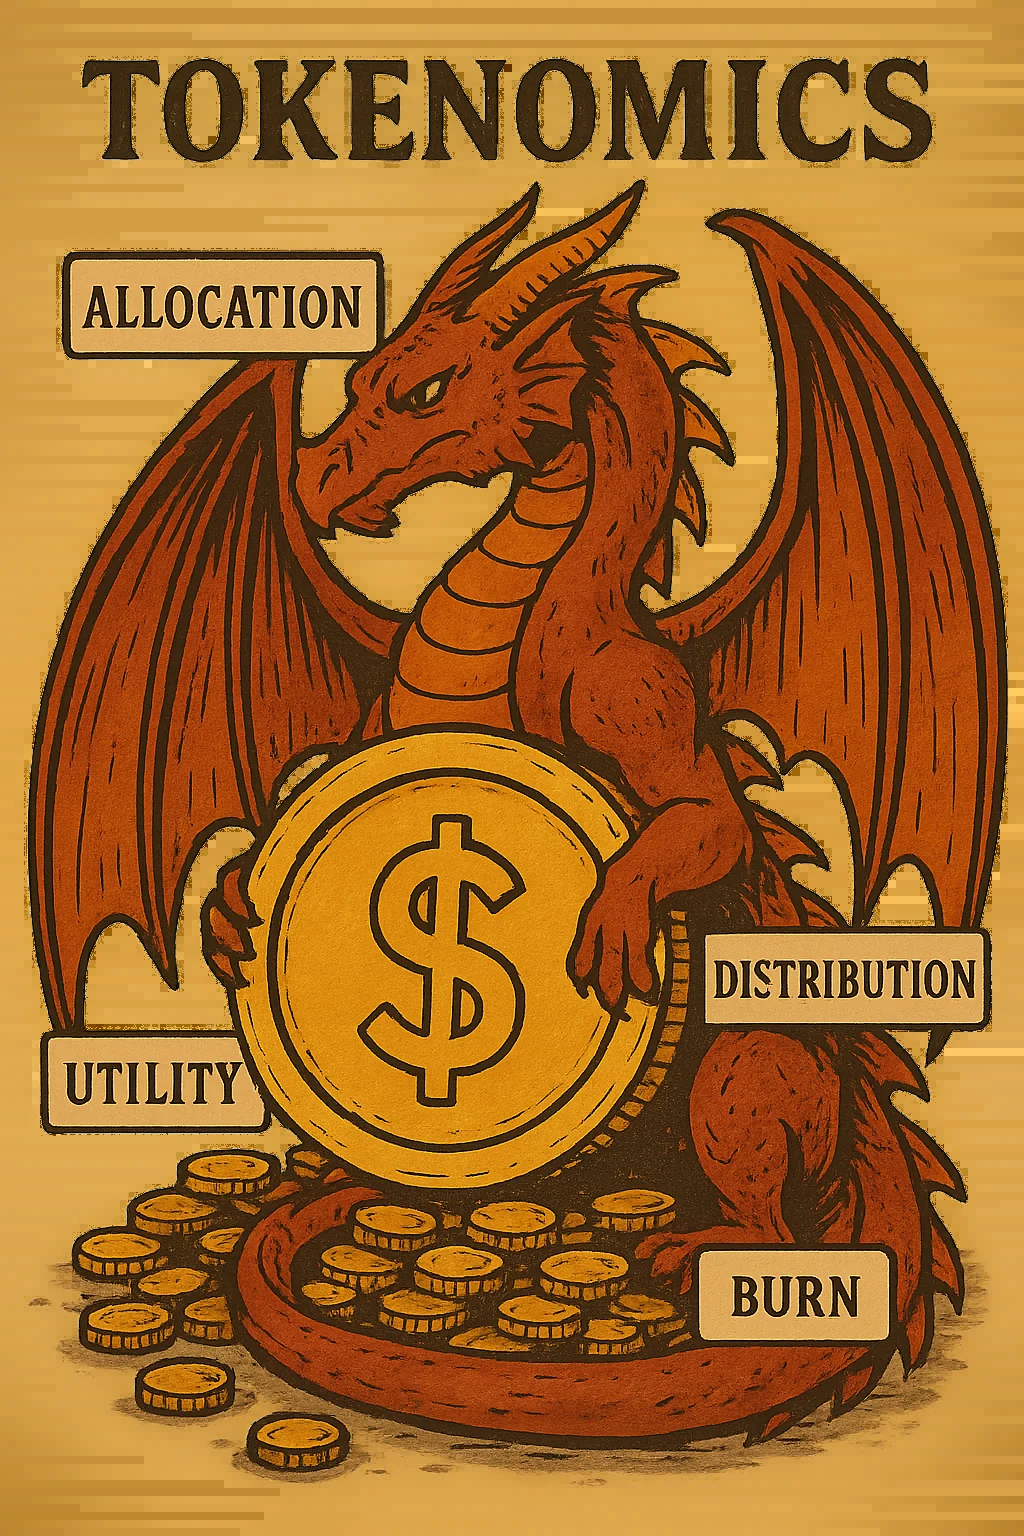 TOKENOMICS
ALLOCATION
DISTRIBUTION
UTILITY
$
BURN